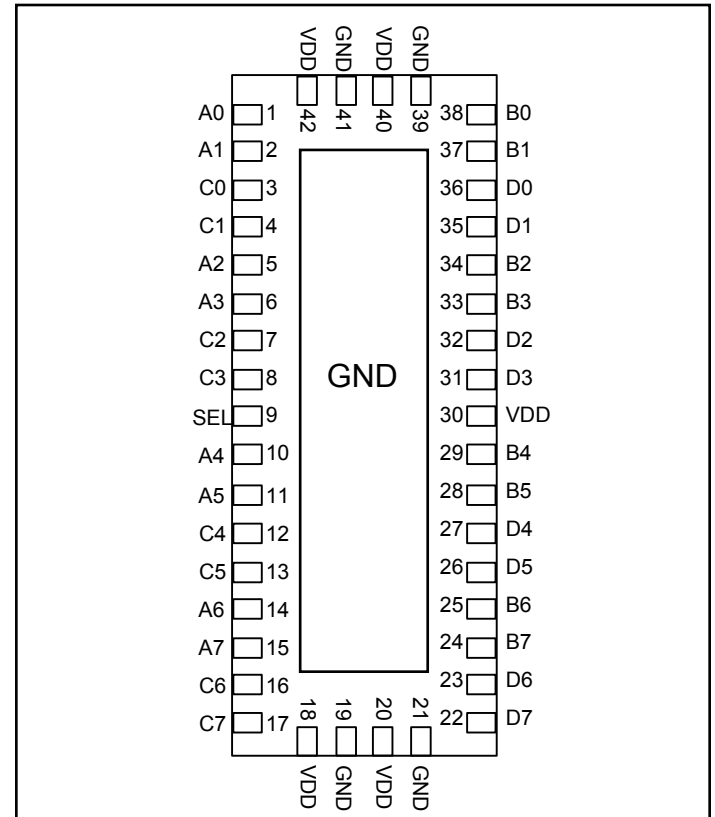 VDD GND VDD GND
42 41 40 39
A0 1 38 B0
A1 2 37 B1
C0 3 36 D0
C1 4 35 D1
A2 5 34 B2
A3 6 33 B3
C2 7 32 D2
C3 8 GND 31 D3
SEL 9 30 VDD
A4 10 29 B4
A5 11 28 B5
C4 12 27 D4
C5 13 26 D5
A6 14 25 B6
A7 15 24 B7
C6 16 23 D6
C7 17 22 D7
18 19 20 21
VDD GND VDD GND